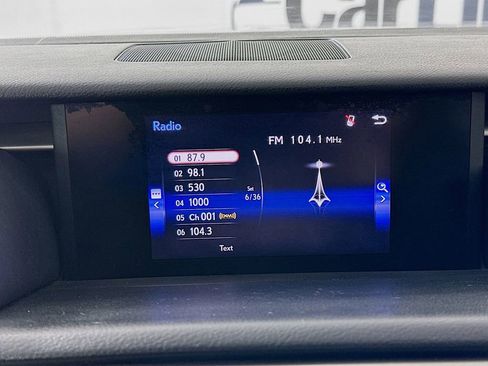 Radio
FM 104.1 MHz
01 87.9
02 98.1
03 530
04 1000
05 Ch 001 ((XM))
06 104.3
Set
6/36
Text